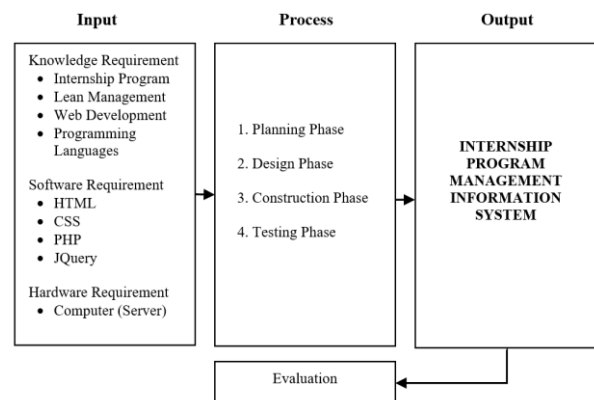 Input
Process
Output
Knowledge Requirement
• Internship Program
• Lean Management
• Web Development
• Programming
Languages
Software Requirement
• HTML
• CSS
• PHP
• JQuery
Hardware Requirement
• Computer (Server)
1. Planning Phase
2. Design Phase
3. Construction Phase
4. Testing Phase
INTERNSHIP
PROGRAM
MANAGEMENT
INFORMATION
SYSTEM
Evaluation